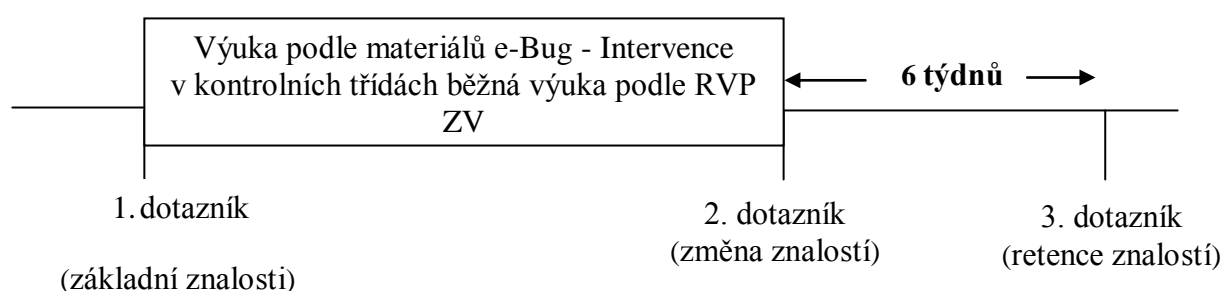 Výuka podle materiálů e-Bug - Intervence
v kontrolních třídách běžná výuka podle RVP
ZV
6 týdnů
1. dotazník
(základní znalosti)
2. dotazník
(změna znalostí)
3. dotazník
(retence znalostí)